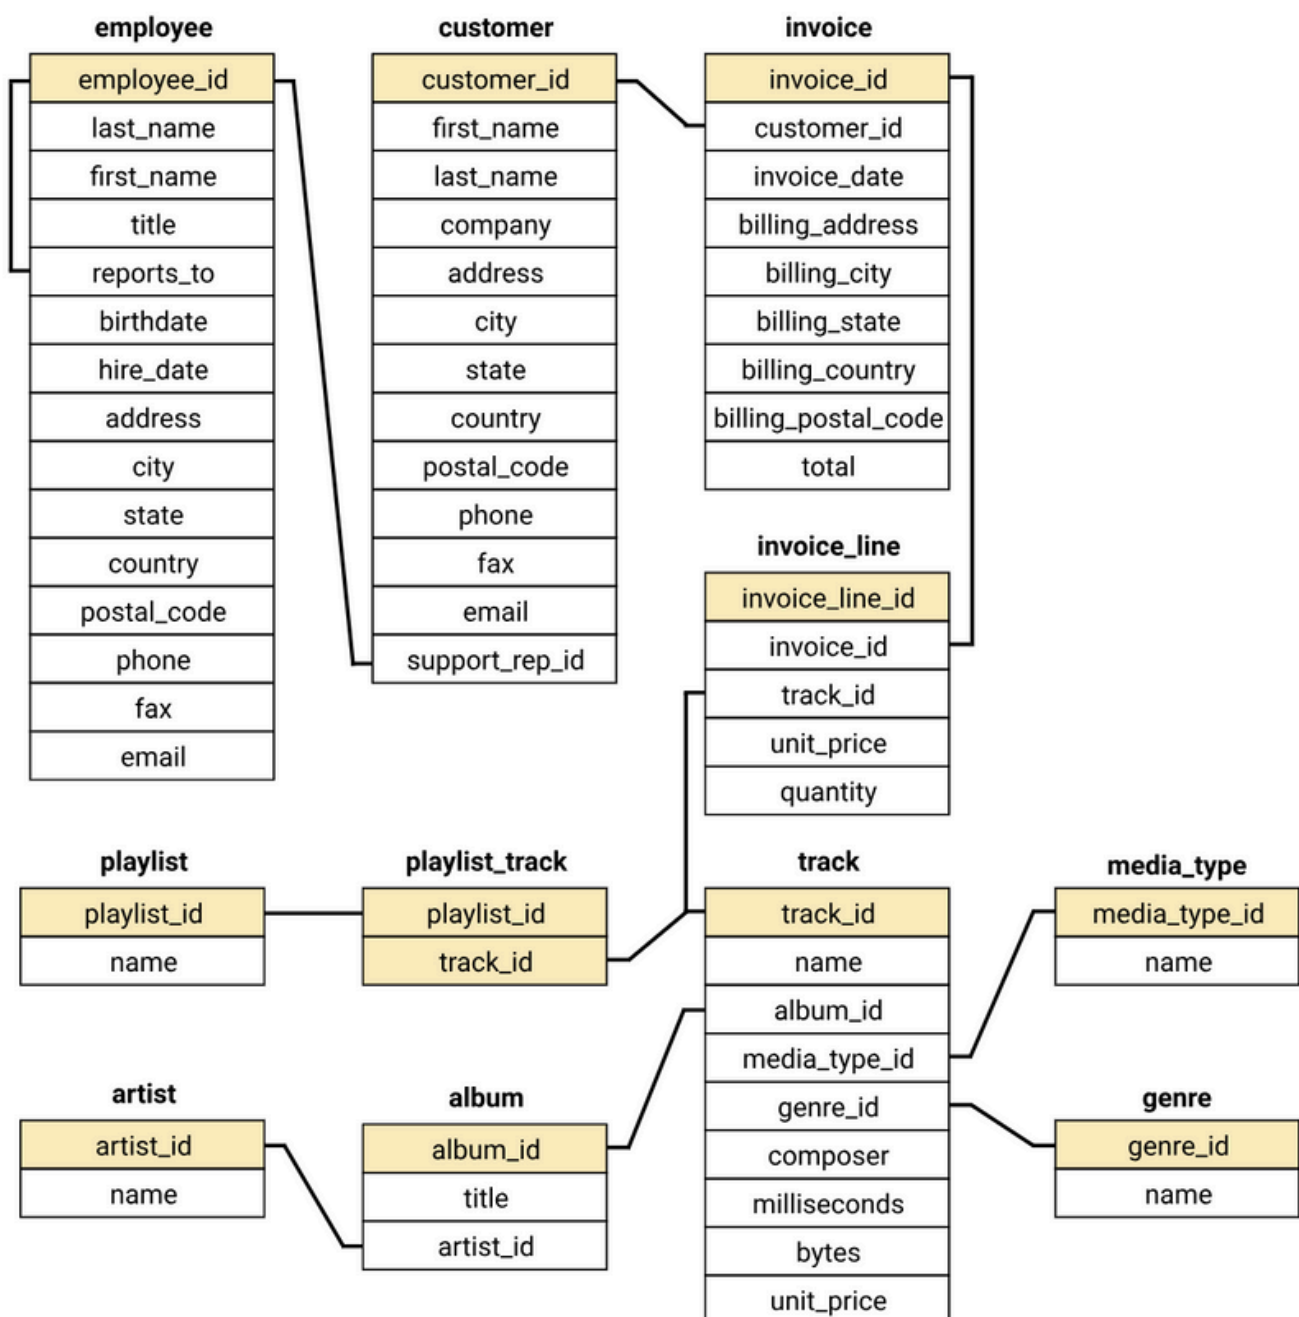 employee
employee_id
last_name
first_name
title
reports_to
birthdate
hire_date
address
city
state
country
postal_code
phone
fax
email
customer
customer_id
first_name
last_name
company
address
city
state
country
postal_code
phone
fax
email
support_rep_id
invoice
invoice_id
customer_id
invoice_date
billing_address
billing_city
billing_state
billing_country
billing_postal_code
total
invoice_line
invoice_line_id
invoice_id
track_id
unit_price
quantity
playlist
playlist_id
name
playlist_track
playlist_id
track_id
track
track_id
name
album_id
media_type_id
genre_id
composer
milliseconds
bytes
unit_price
media_type
media_type_id
name
artist
artist_id
name
album
album_id
title
artist_id
genre
genre_id
name